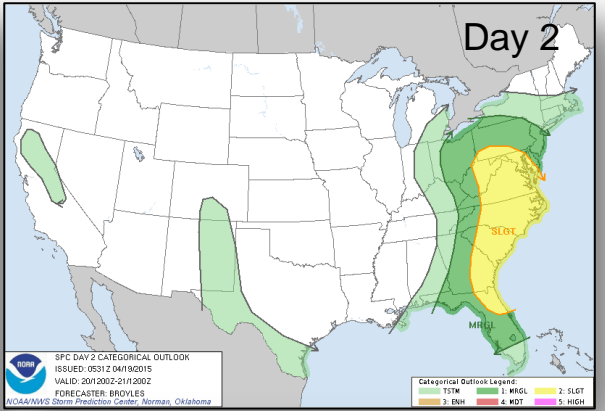 Day 2
SLGT
MRGL
NOAA
SPC DAY 2 CATEGORICAL OUTLOOK
ISSUED: 0531Z 04/19/2015
VALID: 20/1200Z-21/1200Z
FORECASTER: BROYLES
NOAA/NWS Storm Prediction Center, Norman, Oklahoma
Categorical Outlook Legend:
TSTM 1: MRGL 2: SLGT
3: ENH 4: MDT 5: HIGH